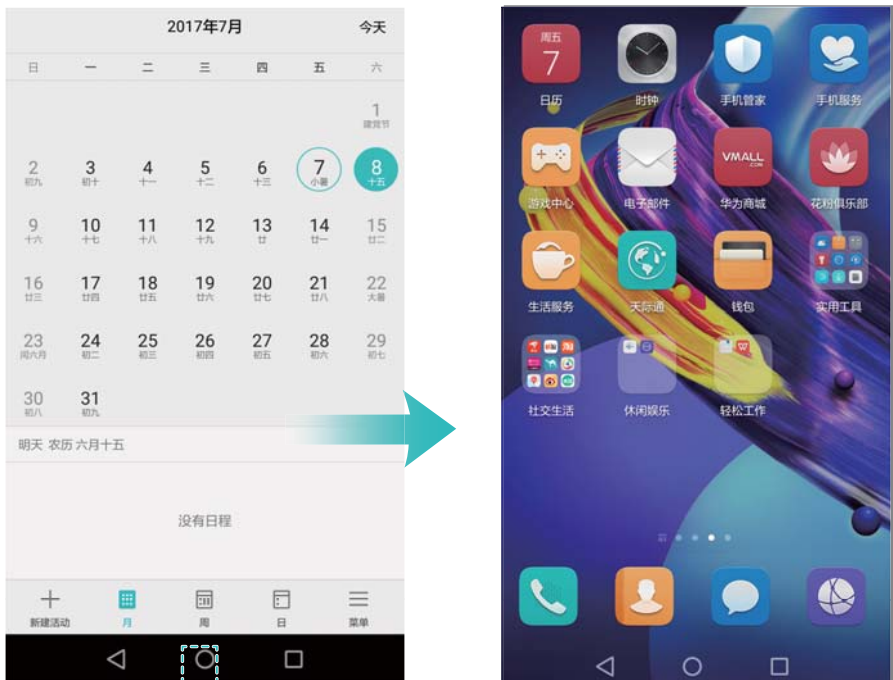 2017年7月 今天
日 一 二 三 四 五 六
1
建党节
2 3 4 5 6 7 8
初九 初十 十一 十二 十三 小暑 十五
9 10 11 12 13 14 15
十六 十七 十八 十九 廿 廿一 廿二
16 17 18 19 20 21 22
廿三 廿四 廿五 廿六 廿七 廿八 大暑
23 24 25 26 27 28 29
闰六月 初二 初三 初四 初五 初六 初七
30 31
初八 初九
明天 农历 六月十五
没有日程
新建活动 月 周 日 菜单
周五
7
日历 时钟 手机管家 手机服务
VMALL
.COM
游戏中心 电子邮件 华为商城 花粉俱乐部
生活服务 天际通 钱包 实用工具
社交生活 休闲娱乐 轻松工作